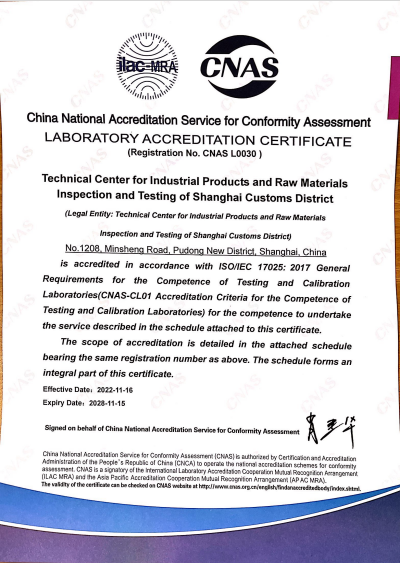 ilac-MRA
CNAS
China National Accreditation Service for Conformity Assessment
LABORATORY ACCREDITATION CERTIFICATE
(Registration No. CNAS L0030 )
Technical Center for Industrial Products and Raw Materials
Inspection and Testing of Shanghai Customs District
(Legal Entity: Technical Center for Industrial Products and Raw Materials
Inspection and Testing of Shanghai Customs District)
No.1208, Minsheng Road, Pudong New District, Shanghai, China
is accredited in accordance with ISO/IEC 17025: 2017 General
Requirements for the Competence of Testing and Calibration
Laboratories(CNAS-CL01 Accreditation Criteria for the Competence of
Testing and Calibration Laboratories) for the competence to undertake
the service described in the schedule attached to this certificate.
The scope of accreditation is detailed in the attached schedule
bearing the same registration number as above. The schedule forms an
integral part of this certificate.
Effective Date: 2022-11-16
Expiry Date: 2028-11-15
Signed on behalf of China National Accreditation Service for Conformity Assessment
China National Accreditation Service for Conformity Assessment (CNAS) is authorized by Certification and Accreditation
Administration of the People's Republic of China (CNCA) to operate the national accreditation schemes for conformity
assessment. CNAS is a signatory of the International Laboratory Accreditation Cooperation Mutual Recognition Arrangement
(ILAC MRA) and the Asia Pacific Accreditation Cooperation Mutual Recognition Arrangement (APAC MRA).
The validity of the certificate can be checked on CNAS website at http://www.cnas.org.cn/english/findanaccreditedbody/index.shtml.